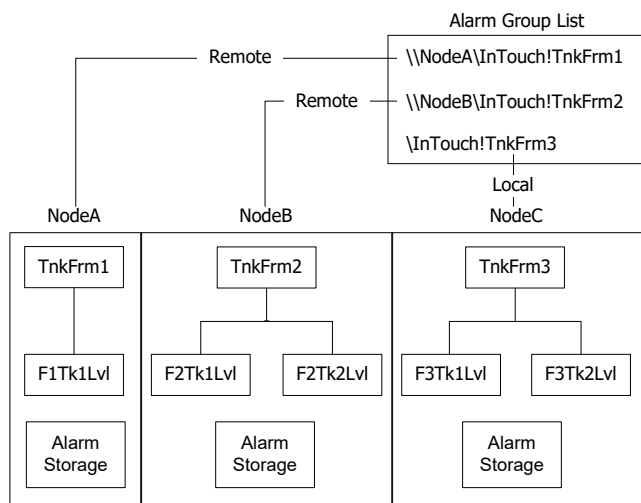 Alarm Group List
\\NodeA\InTouch!TnkFrm1
Remote
\\NodeB\InTouch!TnkFrm2
Remote
\InTouch!TnkFrm3
Local
NodeA
NodeB
NodeC
TnkFrm1
TnkFrm2
TnkFrm3
F1Tk1Lvl
F2Tk1Lvl
F2Tk2Lvl
F3Tk1Lvl
F3Tk2Lvl
Alarm
Storage
Alarm
Storage
Alarm
Storage